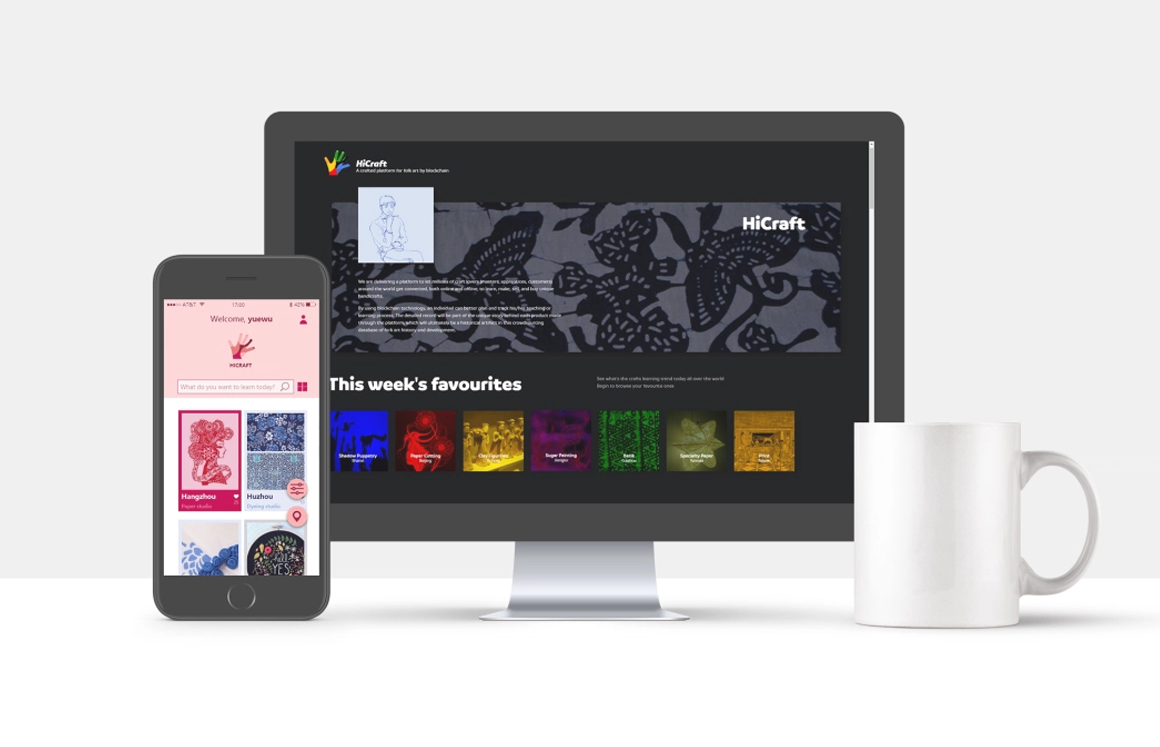 HiCraft
A crafted platform for folk art by blockchain
HiCraft
We are delivering a platform to let millions of craft lovers (masters, apprentices, customers)
around the world get connected, both online and offline, to learn, make, sell, and buy unique
handcrafts.
By using blockchain technology, an individual can better plan and track his/her teaching or
learning process. The detailed record will be part of the unique story behind each product made
through the platform, which will ultimately be a historical artifact in this crowdsourcing
database of folk art history and development.
This week's favourites
See what's the crafts learning trend today all over the world
Begin to browse your favourite ones
Shadow Puppetry
Paper Cutting
Beijing
Clay Figurine
Sugar Painting
Batik
Specialty Paper
Print
AT&T
17:00
42%
Welcome, yuewu
HICRAFT
What do you want to learn today?
Hangzhou
Paper studio
Huzhou
Dyeing studio
YES